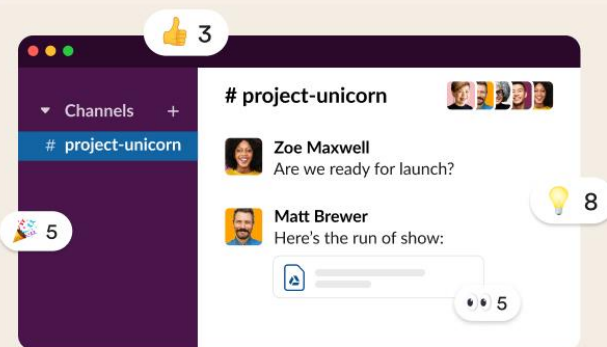 3
Channels +
# project-unicorn
# project-unicorn
Zoe Maxwell
Are we ready for launch?
8
5
Matt Brewer
Here's the run of show:
5